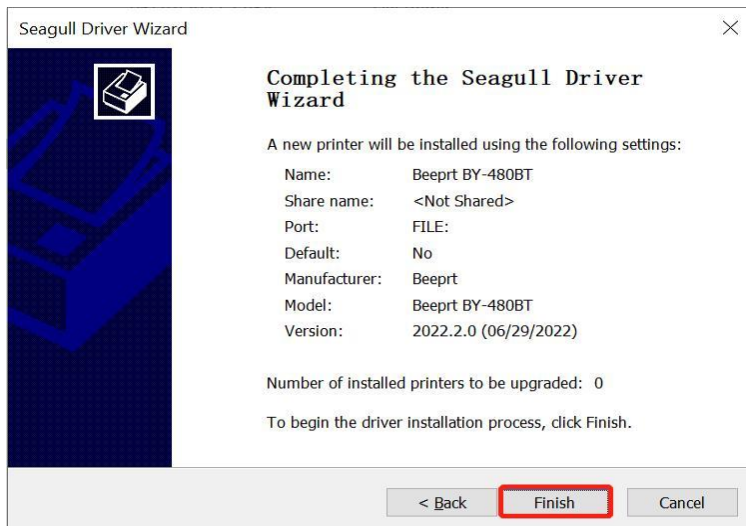 Seagull Driver Wizard
Completing the Seagull Driver
Wizard
A new printer will be installed using the following settings:
Name: Beeprt BY-480BT
Share name: <Not Shared>
Port: FILE:
Default: No
Manufacturer: Beeprt
Model: Beeprt BY-480BT
Version: 2022.2.0 (06/29/2022)
Number of installed printers to be upgraded: 0
To begin the driver installation process, click Finish.
< Back Finish Cancel